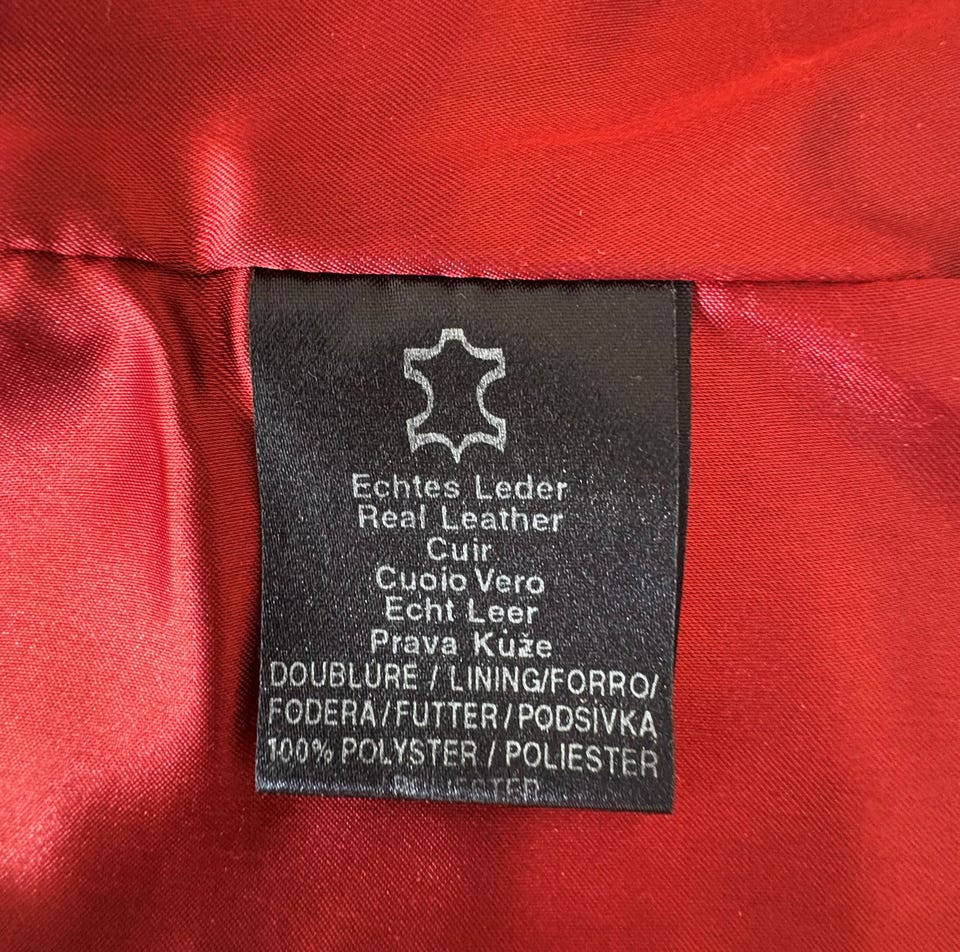 Echtes Leder
Real Leather
Cuir
Cuoio Vero
Echt Leer
Prava Kůže
DOUBLURE / LINING/FORRO/
FODERA/FUTTER/PODŠIVKA
100% POLYSTER / POLIESTER